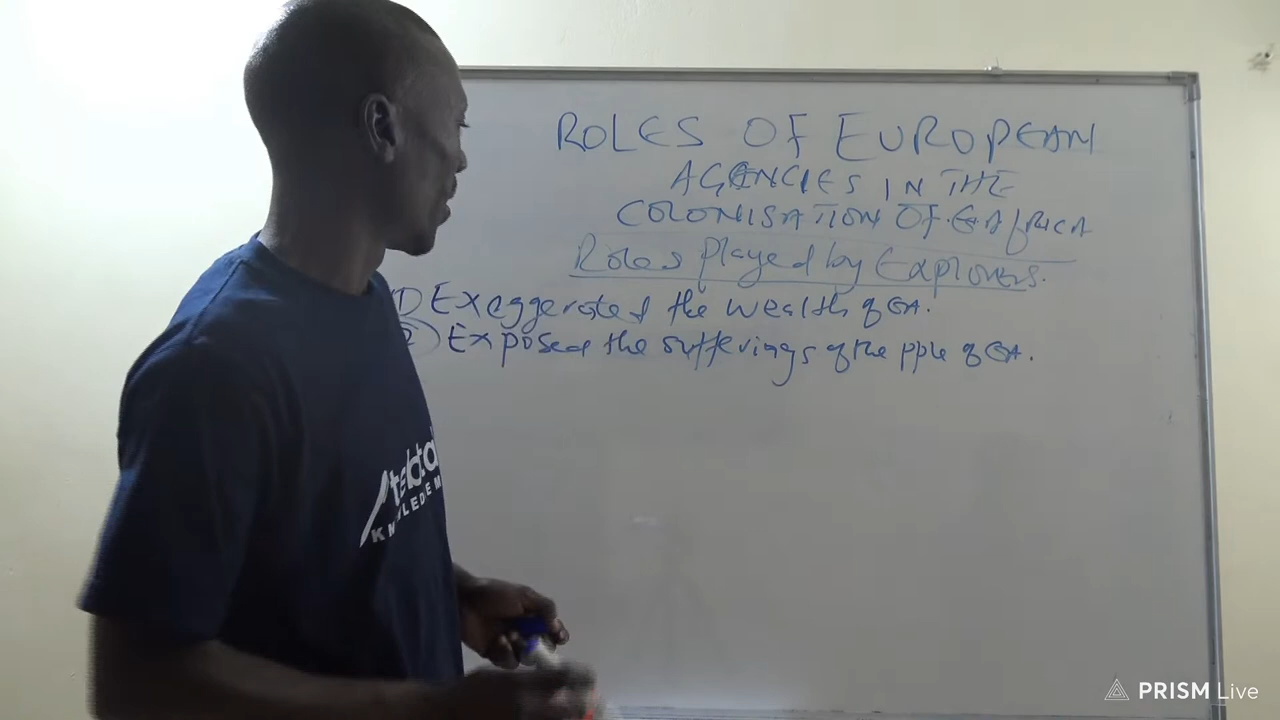 ROLES OF EUROPEAN
AGENCIES IN THE
COLONISATION OF E.AFRICA
Roles Played by Explorers.
1) Exaggerated the wealth of EA.
2) Exposed the sufferings of the pple of EA.
PRISM Live